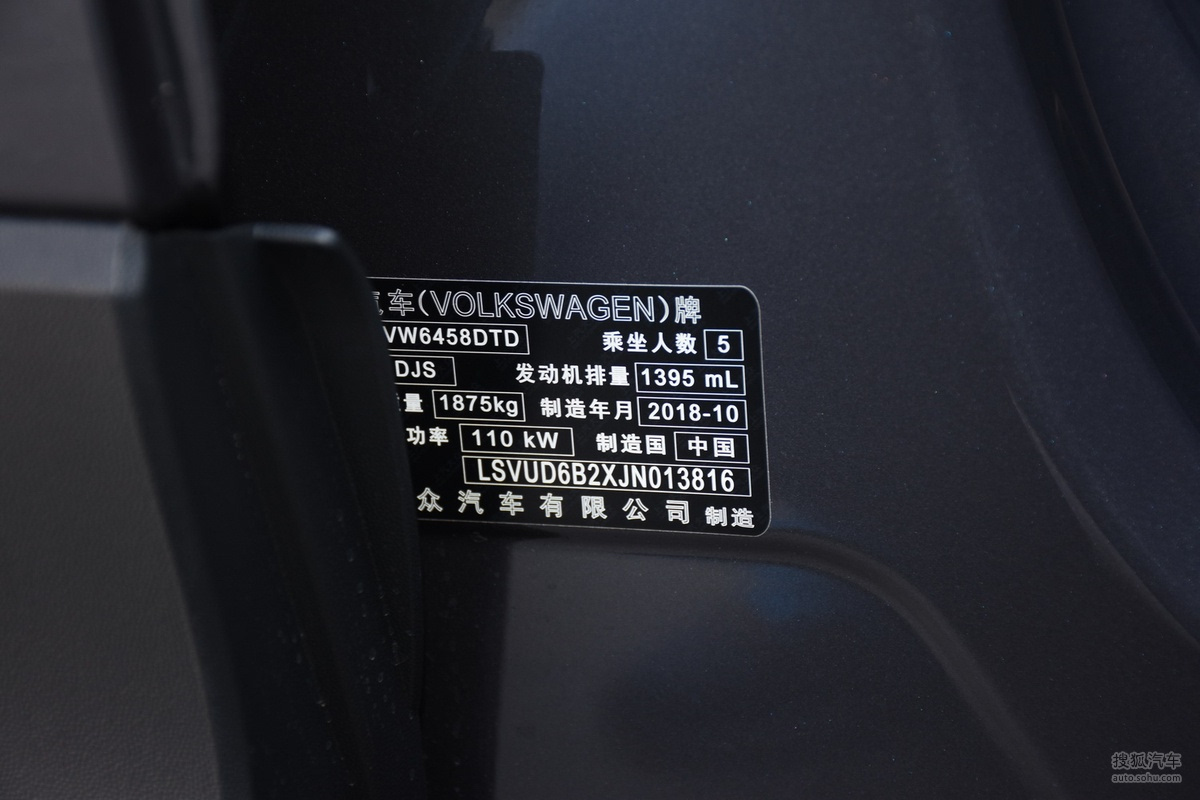 汽车(VOLKSWAGEN)牌
VW6458DTD 乘坐人数 5
DJS 发动机排量 1395 mL
量 1875kg 制造年月 2018-10
功率 110 kW 制造国 中国
LSVUD6B2XJN013816
众汽车有限公司 制造
搜狐汽车
auto.sohu.com